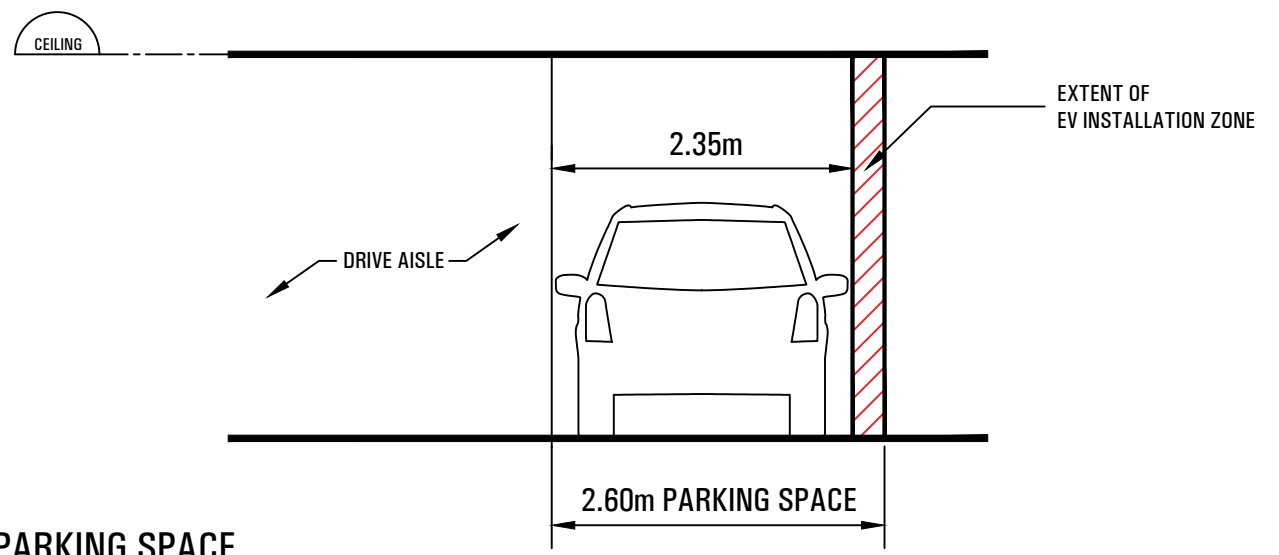 CEILING
EXTENT OF
EV INSTALLATION ZONE
2.35m
DRIVE AISLE
2.60m PARKING SPACE
PARKING SPACE